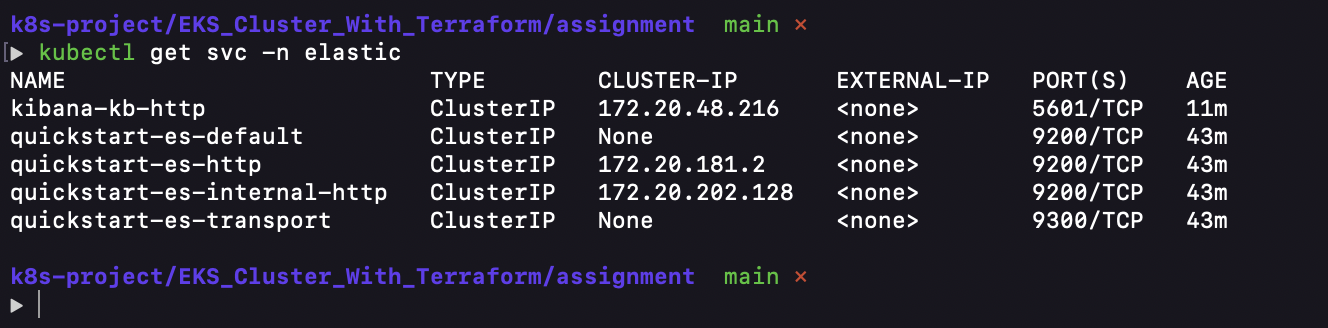 k8s-project/EKS_Cluster_With_Terraform/assignment main ×
▶ kubectl get svc -n elastic
NAME TYPE CLUSTER-IP EXTERNAL-IP PORT(S) AGE
kibana-kb-http ClusterIP 172.20.48.216 <none> 5601/TCP 11m
quickstart-es-default ClusterIP None <none> 9200/TCP 43m
quickstart-es-http ClusterIP 172.20.181.2 <none> 9200/TCP 43m
quickstart-es-internal-http ClusterIP 172.20.202.128 <none> 9200/TCP 43m
quickstart-es-transport ClusterIP None <none> 9300/TCP 43m
k8s-project/EKS_Cluster_With_Terraform/assignment main ×
▶